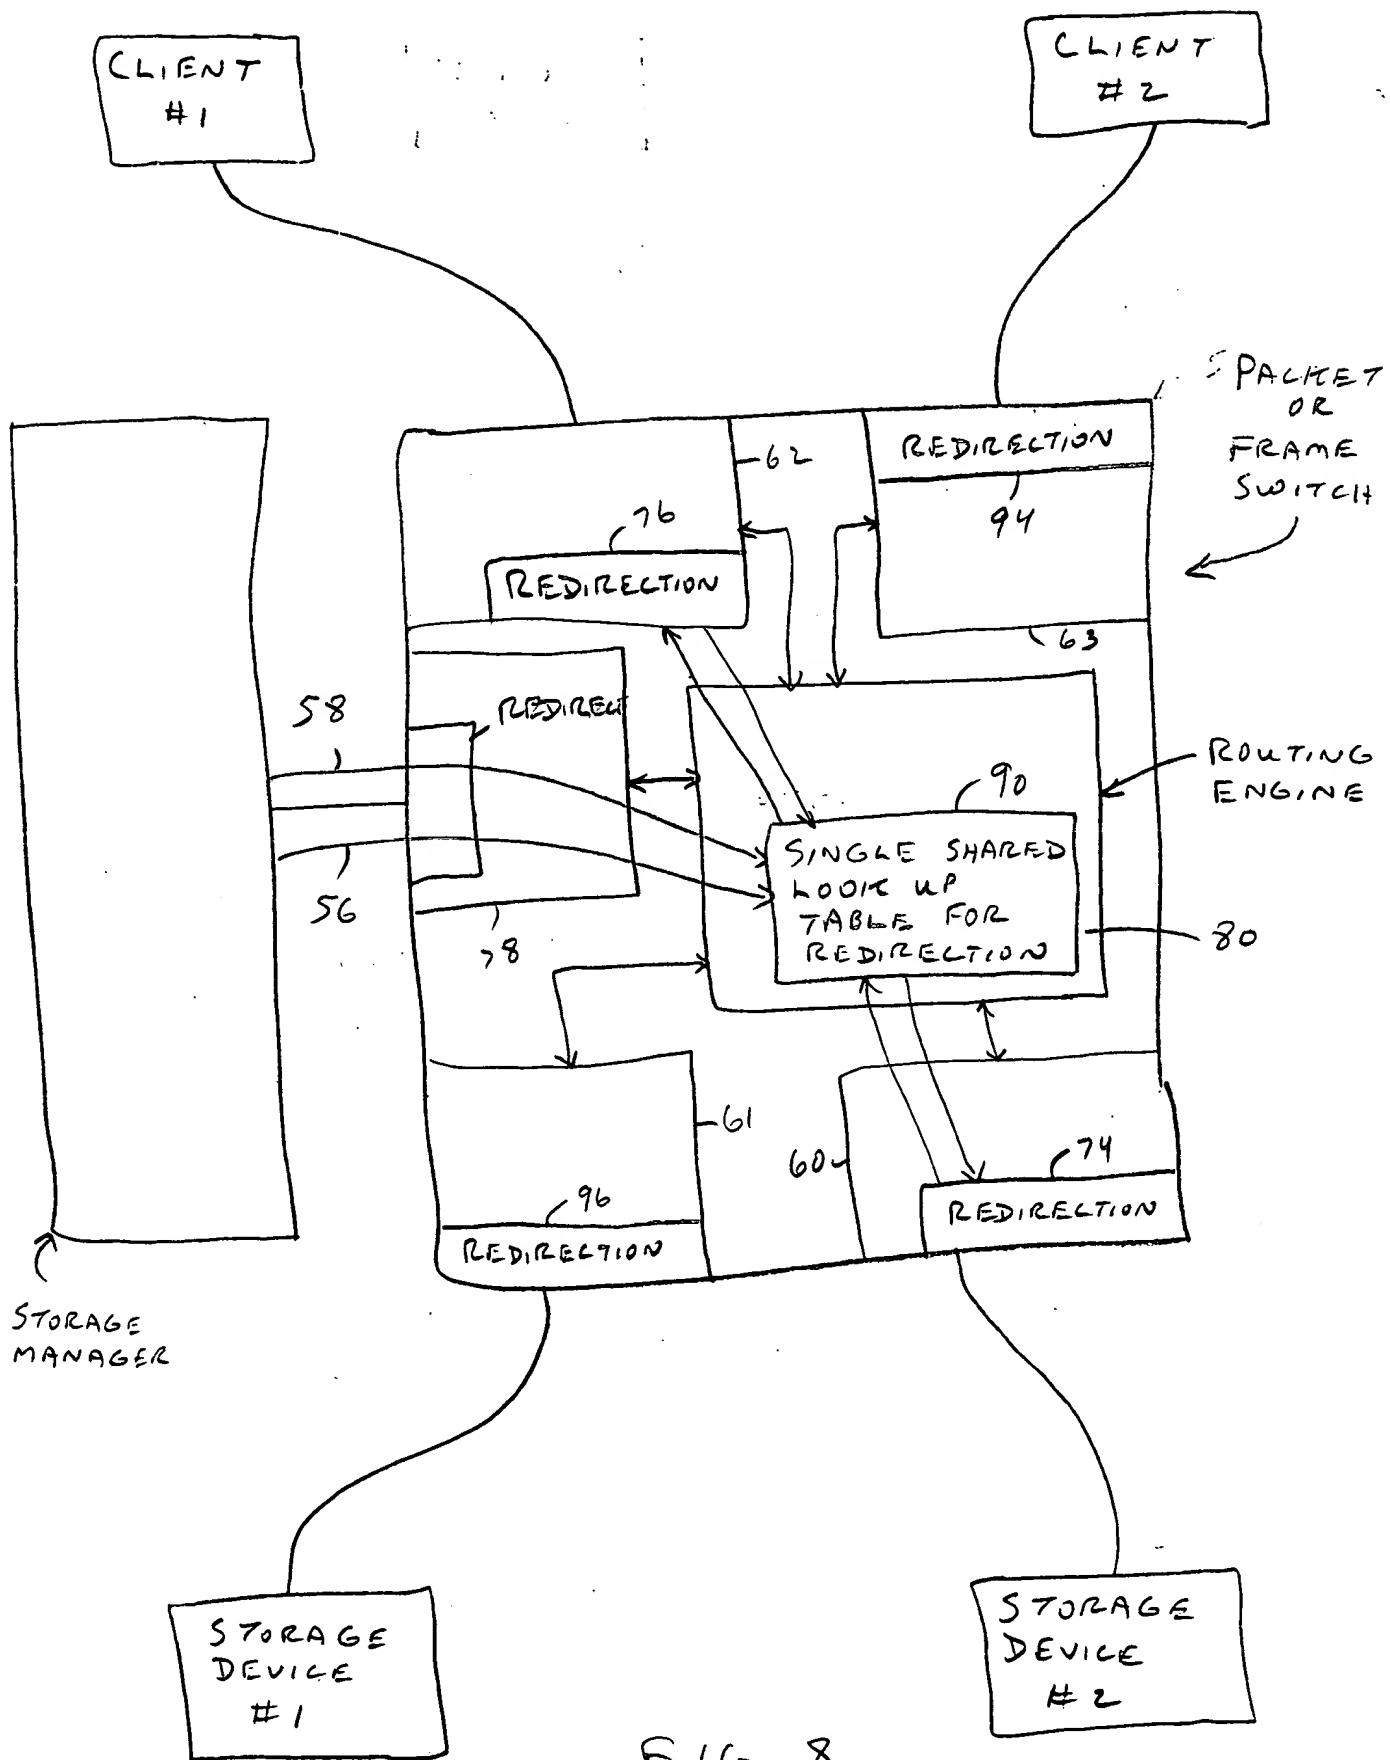 CLIENT
#1
CLIENT
#2
PACKET
OR
FRAME
SWITCH
REDIRECTION
62
94
76
REDIRECTION
63
58
REDIRECT
ROUTING
ENGINE
90
SINGLE SHARED
LOOK UP
TABLE FOR
REDIRECTION
56
78
80
61
60
74
96
REDIRECTION
REDIRECTION
STORAGE
MANAGER
STORAGE
DEVICE
#1
STORAGE
DEVICE
#2
FIG. 8